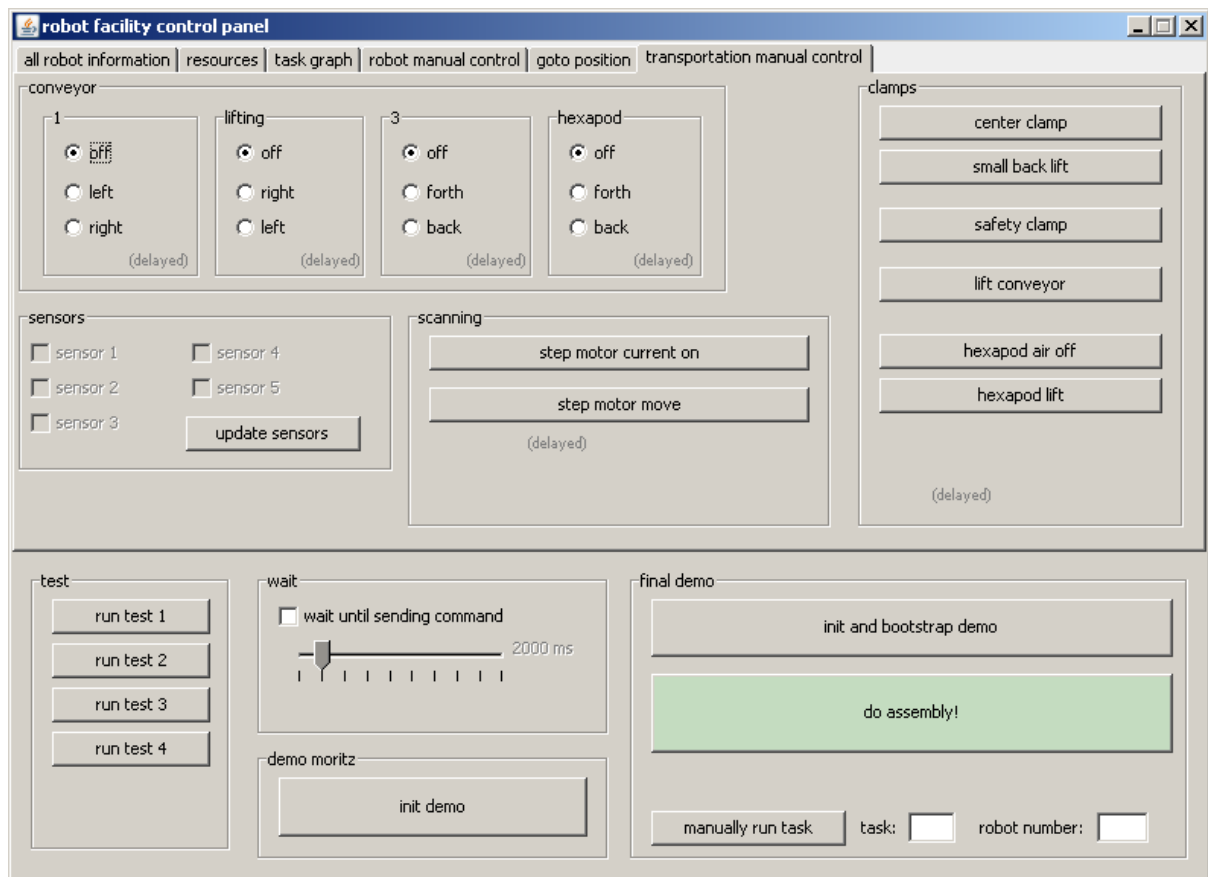 robot facility control panel
all robot information resources task graph robot manual control goto position transportation manual control
conveyor
1
off
left
right
(delayed)
lifting
off
right
left
(delayed)
3
off
forth
back
(delayed)
hexapod
off
forth
back
(delayed)
clamps
center clamp
small back lift
safety clamp
lift conveyor
hexapod air off
hexapod lift
(delayed)
sensors
sensor 1
sensor 2
sensor 3
sensor 4
sensor 5
update sensors
scanning
step motor current on
step motor move
(delayed)
test
run test 1
run test 2
run test 3
run test 4
wait
wait until sending command
2000 ms
demo moritz
init demo
final demo
init and bootstrap demo
do assembly!
manually run task task: robot number: